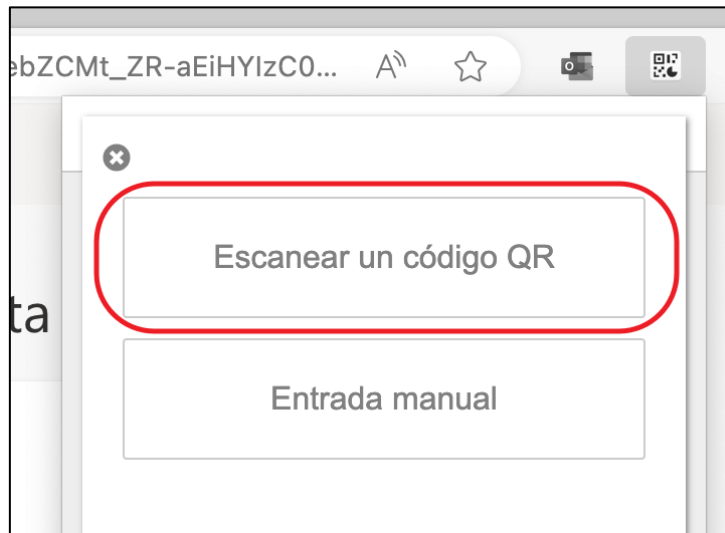 ebZCMt_ZR-aEiHYIzC0...
Escanear un código QR
ta
Entrada manual